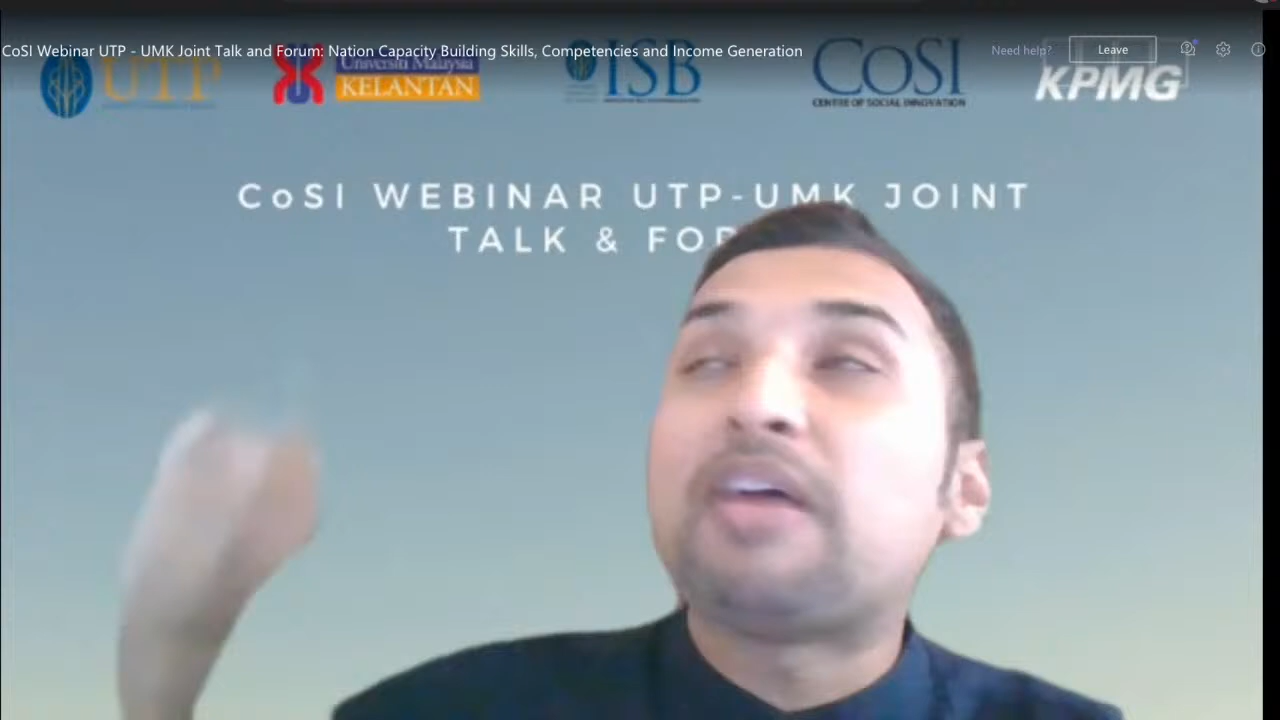 CoSI Webinar UTP - UMK Joint Talk and Forum: Nation Capacity Building Skills, Competencies and Income Generation
Need help?
Leave
UTP
Universiti Malaysia
KELANTAN
ISB
CoSI
CENTRE OF SOCIAL INNOVATION
KPMG
CoSI WEBINAR UTP-UMK JOINT
TALK &